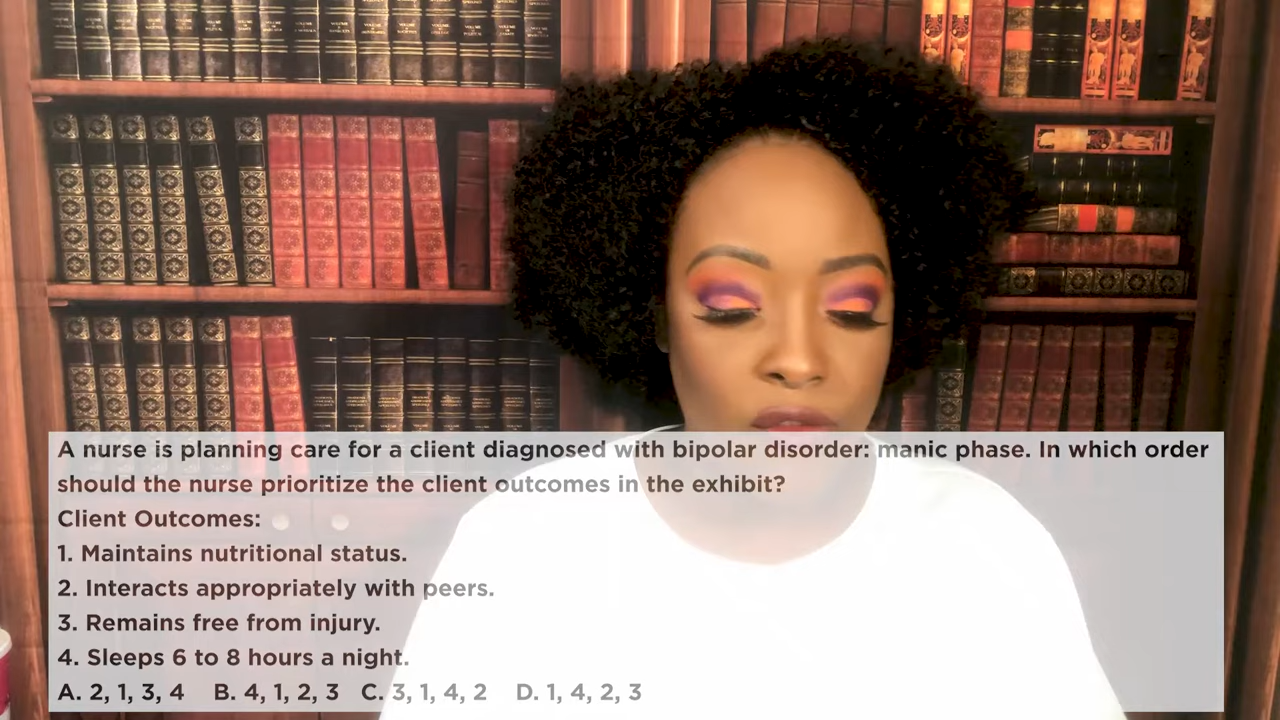 A nurse is planning care for a client diagnosed with bipolar disorder: manic phase. In which order
should the nurse prioritize the client outcomes in the exhibit?
Client Outcomes:
1. Maintains nutritional status.
2. Interacts appropriately with peers.
3. Remains free from injury.
4. Sleeps 6 to 8 hours a night.
A. 2, 1, 3, 4 B. 4, 1, 2, 3 C. 3, 1, 4, 2 D. 1, 4, 2, 3